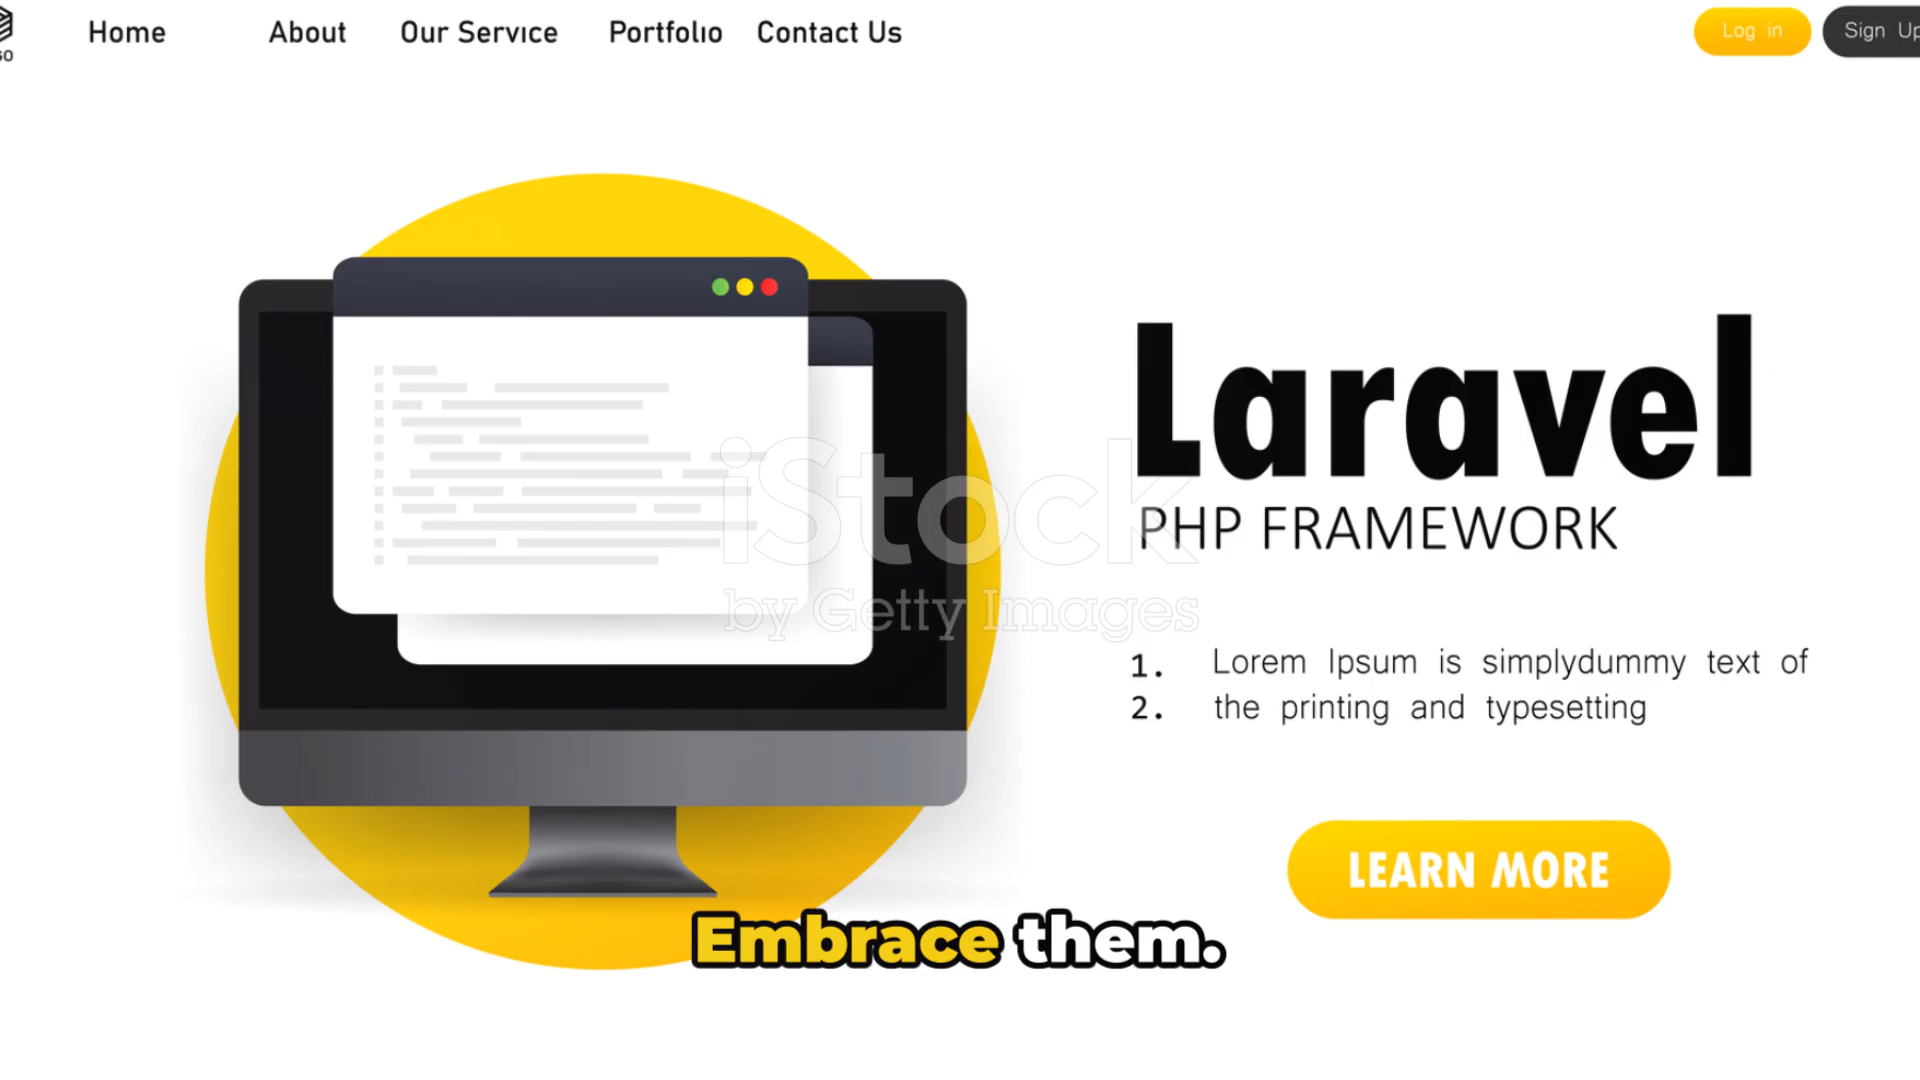 Home About Our Service Portfolio Contact Us Log in Sign Up
GO
Laravel
PHP FRAMEWORK
iStock
by Getty Images
1. Lorem Ipsum is simplydummy text of
2. the printing and typesetting
LEARN MORE
Embrace them.